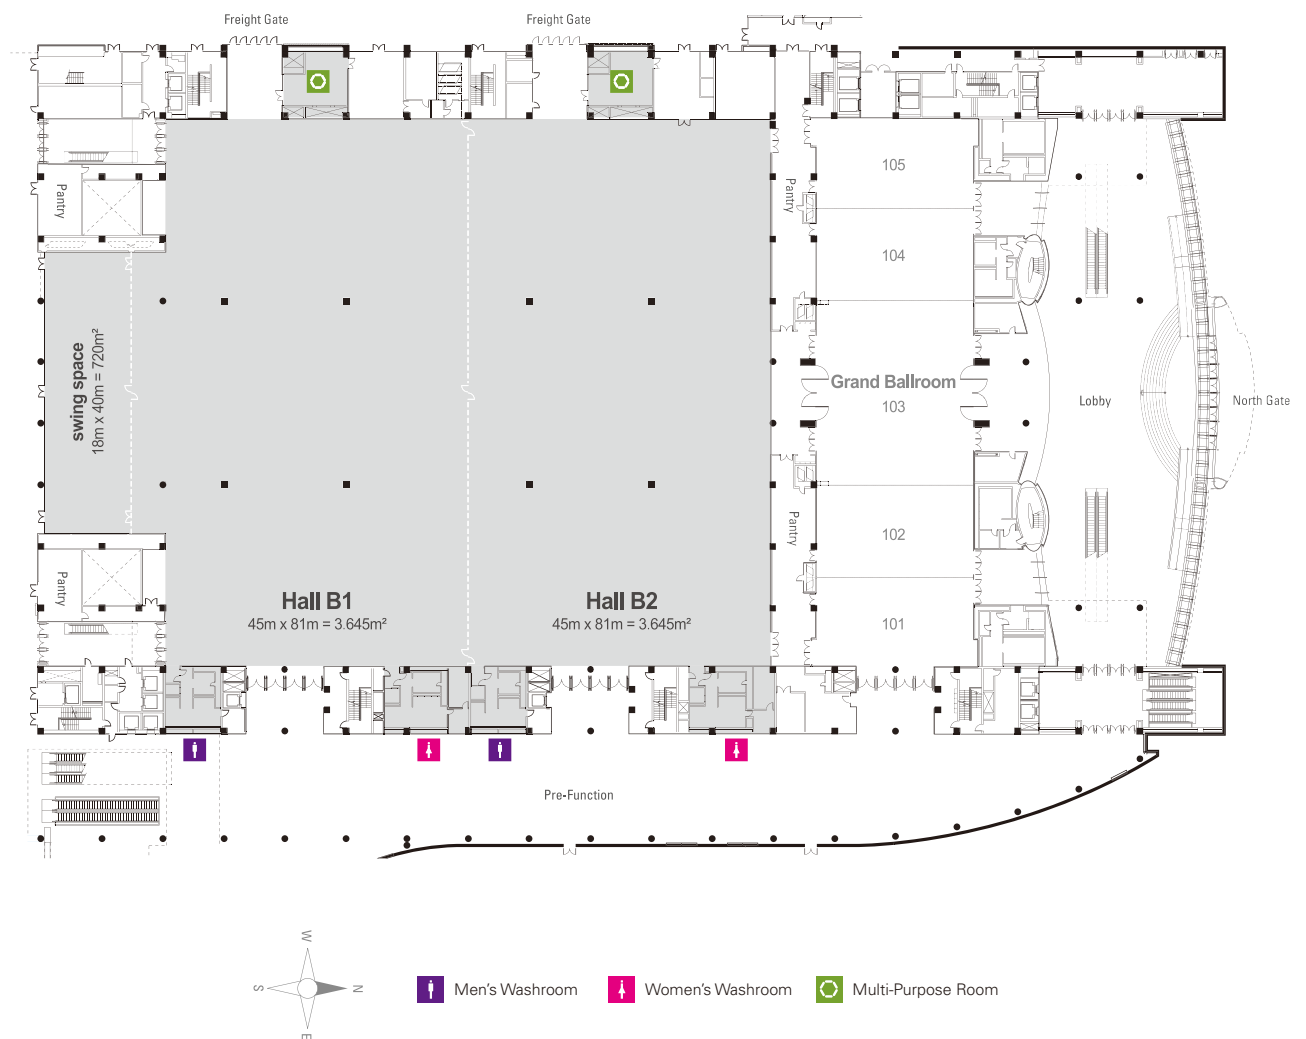 Freight Gate
Freight Gate
Pantry
Pantry
105
104
swing space
18m x 40m = 720m²
Grand Ballroom
103
Lobby
North Gate
Pantry
Pantry
102
Hall B1
45m x 81m = 3.645m²
Hall B2
45m x 81m = 3.645m²
101
Pre-Function
W
S
N
E
Men's Washroom
Women's Washroom
Multi-Purpose Room